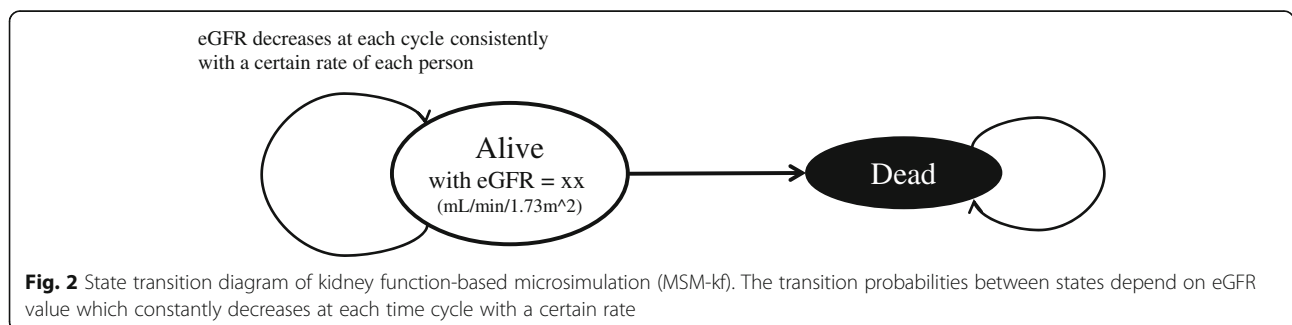 eGFR decreases at each cycle consistently
with a certain rate of each person
Alive
with eGFR = xx
(mL/min/1.73m^2)
Dead
Fig. 2 State transition diagram of kidney function-based microsimulation (MSM-kf). The transition probabilities between states depend on eGFR
value which constantly decreases at each time cycle with a certain rate